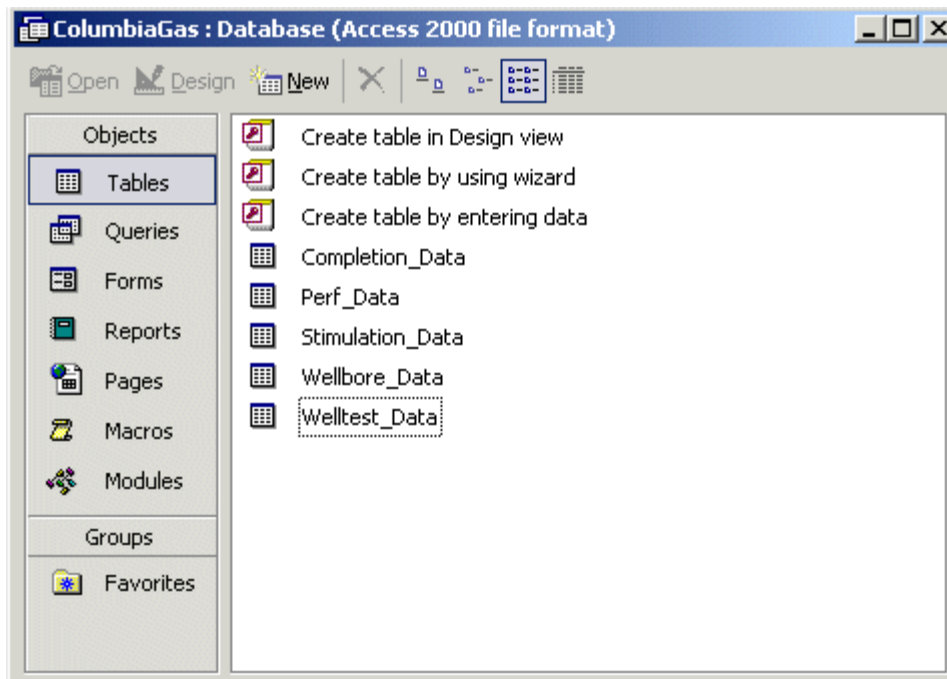 ColumbiaGas : Database (Access 2000 file format)
Open Design New
Objects
Tables
Queries
Forms
Reports
Pages
Macros
Modules
Groups
Favorites
Create table in Design view
Create table by using wizard
Create table by entering data
Completion_Data
Perf_Data
Stimulation_Data
Wellbore_Data
Welltest_Data